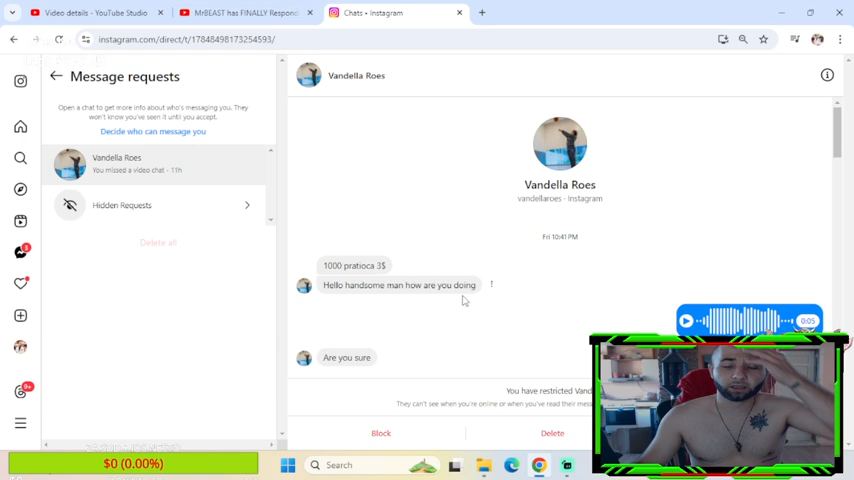 Video details - YouTube Studio
MrBEAST has FINALLY Respon
Chats • Instagram
instagram.com/direct/t/17848498173254593/
Message requests
Open a chat to get more info about who's messaging you. They
won't know you've seen it until you
accept.
Decide who can message you
Vandella Roes
You missed a video chat · 11h
Hidden Requests
Delete all
Vandella Roes
Vandella Roes
vandellaroes · Instagram
Fri 10:41 PM
1000 pratioca 3$
Hello handsome man how are you doing
0:05
Are you sure
You have restricted Vand
They can't see when you're online or when you've read their mess
Block
Delete
3
9+
$0 (0.00%)
Search